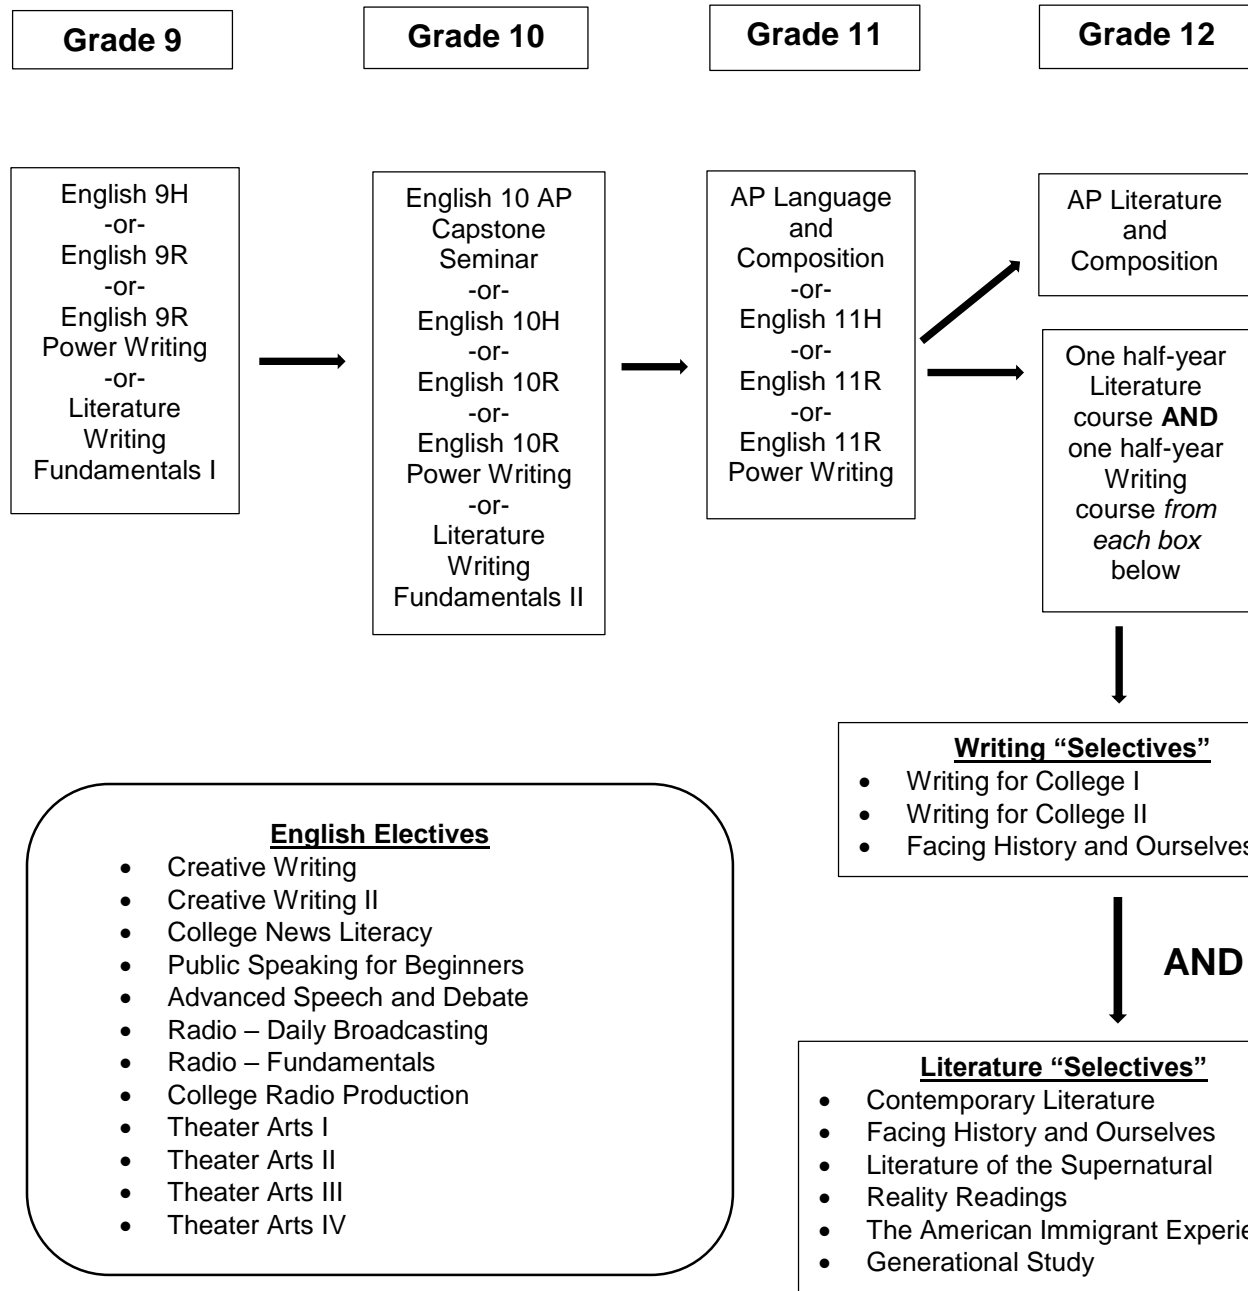 Grade 9
Grade 10
Grade 11
Grade 12
English 9H
-or-
English 9R
-or-
English 9R
Power Writing
-or-
Literature
Writing
Fundamentals I
English 10 AP
Capstone
Seminar
-or-
English 10H
-or-
English 10R
-or-
English 10R
Power Writing
-or-
Literature
Writing
Fundamentals II
AP Language
and
Composition
-or-
English 11H
-or-
English 11R
-or-
English 11R
Power Writing
AP Literature
and
Composition
One half-year
Literature
course AND
one half-year
Writing
course from
each box
below
Writing “Selectives”
• Writing for College I
• Writing for College II
• Facing History and Ourselves
AND
Literature “Selectives”
• Contemporary Literature
• Facing History and Ourselves
• Literature of the Supernatural
• Reality Readings
• The American Immigrant Experie
• Generational Study
English Electives
• Creative Writing
• Creative Writing II
• College News Literacy
• Public Speaking for Beginners
• Advanced Speech and Debate
• Radio – Daily Broadcasting
• Radio – Fundamentals
• College Radio Production
• Theater Arts I
• Theater Arts II
• Theater Arts III
• Theater Arts IV